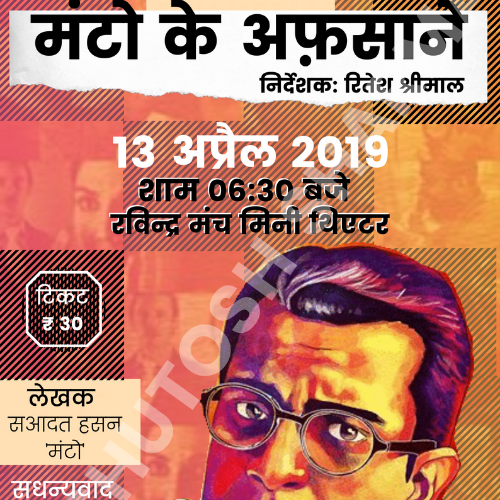 मंटो के अफ़साने
निर्देशक: रितेश श्रीमाल
13 अप्रैल 2019
शाम 06:30 बजे
रविन्द्र मंच मिनी थिएटर
टिकट
₹ 30
लेखक
सआदत हसन
'मंटो'
सधन्यवाद